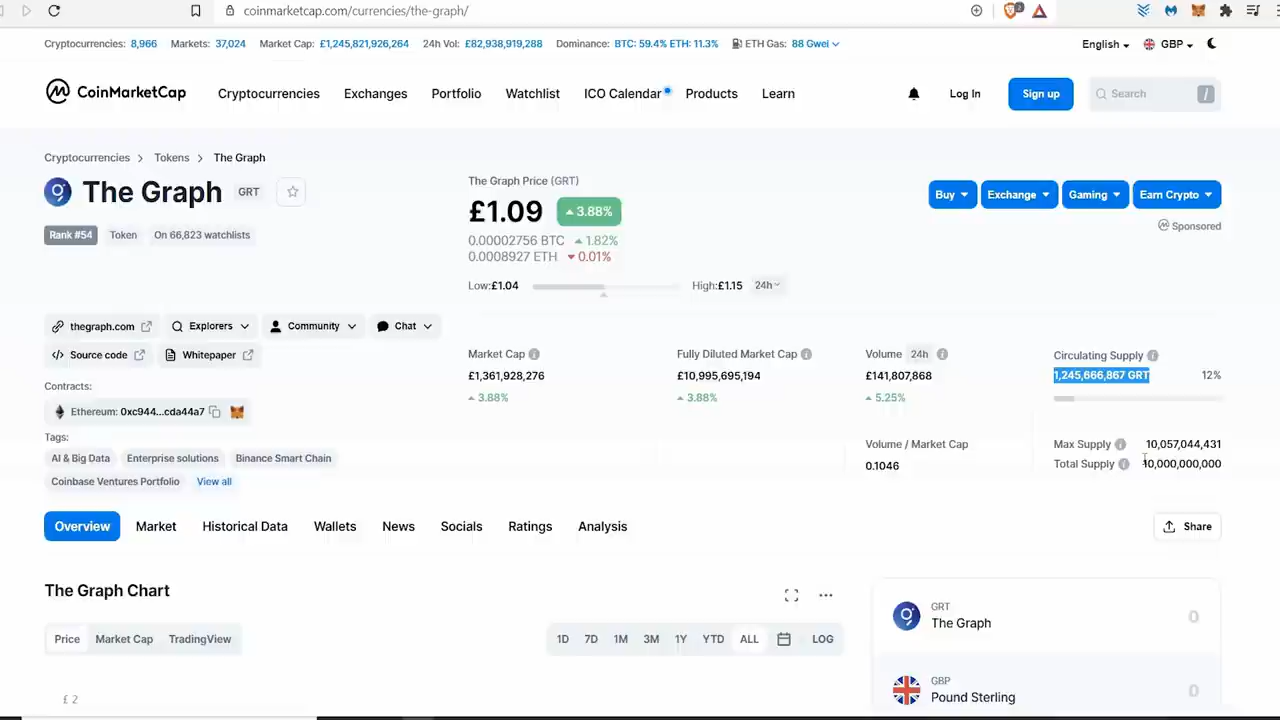 coinmarketcap.com/currencies/the-graph/
Cryptocurrencies: 8,966 Markets: 37,024 Market Cap: £1,245,821,926,264 24h Vol: £82,938,919,288 Dominance: BTC: 59.4% ETH: 11.3% ETH Gas: 88 Gwei English GBP
CoinMarketCap Cryptocurrencies Exchanges Portfolio Watchlist ICO Calendar Products Learn Log In Sign up Search /
Cryptocurrencies > Tokens > The Graph
The Graph GRT
Rank #54 Token On 66,823 watchlists
The Graph Price (GRT)
£1.09 3.88%
0.00002756 BTC 1.82%
0.0008927 ETH 0.01%
Low:£1.04 High:£1.15 24h
Buy Exchange Gaming Earn Crypto
Sponsored
thegraph.com Explorers Community Chat
Source code Whitepaper
Contracts:
Ethereum: 0xc944...cda44a7
Tags:
AI & Big Data Enterprise solutions Binance Smart Chain
Coinbase Ventures Portfolio View all
Market Cap
£1,361,928,276
3.88%
Fully Diluted Market Cap
£10,995,695,194
3.88%
Volume 24h
£141,807,868
5.25%
Volume / Market Cap
0.1046
Circulating Supply
1,245,666,867 GRT 12%
Max Supply 10,057,044,431
Total Supply 10,000,000,000
Overview Market Historical Data Wallets News Socials Ratings Analysis Share
The Graph Chart
Price Market Cap TradingView 1D 7D 1M 3M 1Y YTD ALL LOG
£ 2
GRT
The Graph 0
GBP
Pound Sterling 0